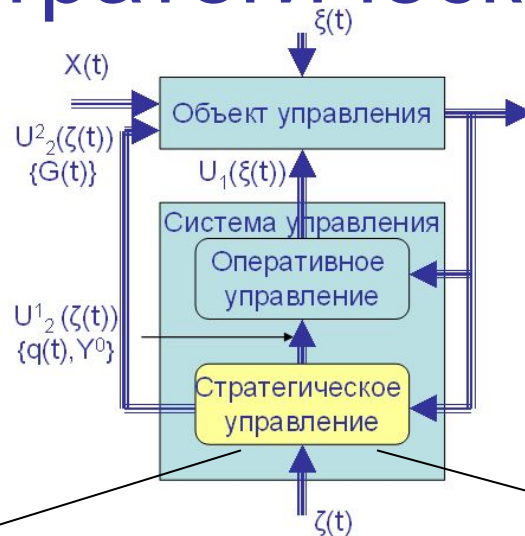 ξ(t)
X(t)
Объект управления
U²₂(ζ(t))
{G(t)}
U₁(ξ(t))
Система управления
Оперативное
управление
U¹₂(ζ(t))
{q(t),Y⁰}
Стратегическое
управление
ζ(t)